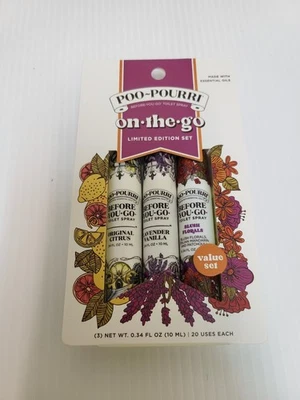 MADE WITH
ESSENTIAL OILS
POO~POURRI
BEFORE-YOU-GO TOILET SPRAY
on·the·go
LIMITED EDITION SET
POO~POURRI
BEFORE
YOU·GO
TOILET SPRAY
ORIGINAL
CITRUS
POO~POURRI
BEFORE
YOU·GO
TOILET SPRAY
LAVENDER
VANILLA
POO~POURRI
BEFORE
YOU·GO
TOILET SPRAY
FLORALS
value
set
(3) NET WT. 0.34 FL OZ (10 ML) | 20 USES EACH